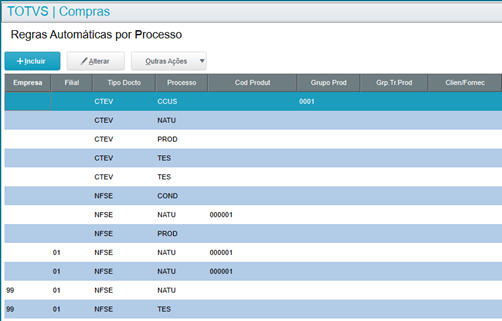 TOTVS | Compras
Regras Automáticas por Processo
+ Incluir Alterar Outras Ações
Empresa Filial Tipo Docto Processo Cod Produt Grupo Prod Grp.Tr.Prod Clien/Fornec
CTEV CCUS 0001
CTEV NATU
CTEV PROD
CTEV TES
CTEV TES
NFSE COND
NFSE NATU 000001
NFSE PROD
01 NFSE NATU 000001
01 NFSE NATU 000001
99 01 NFSE NATU
99 01 NFSE TES